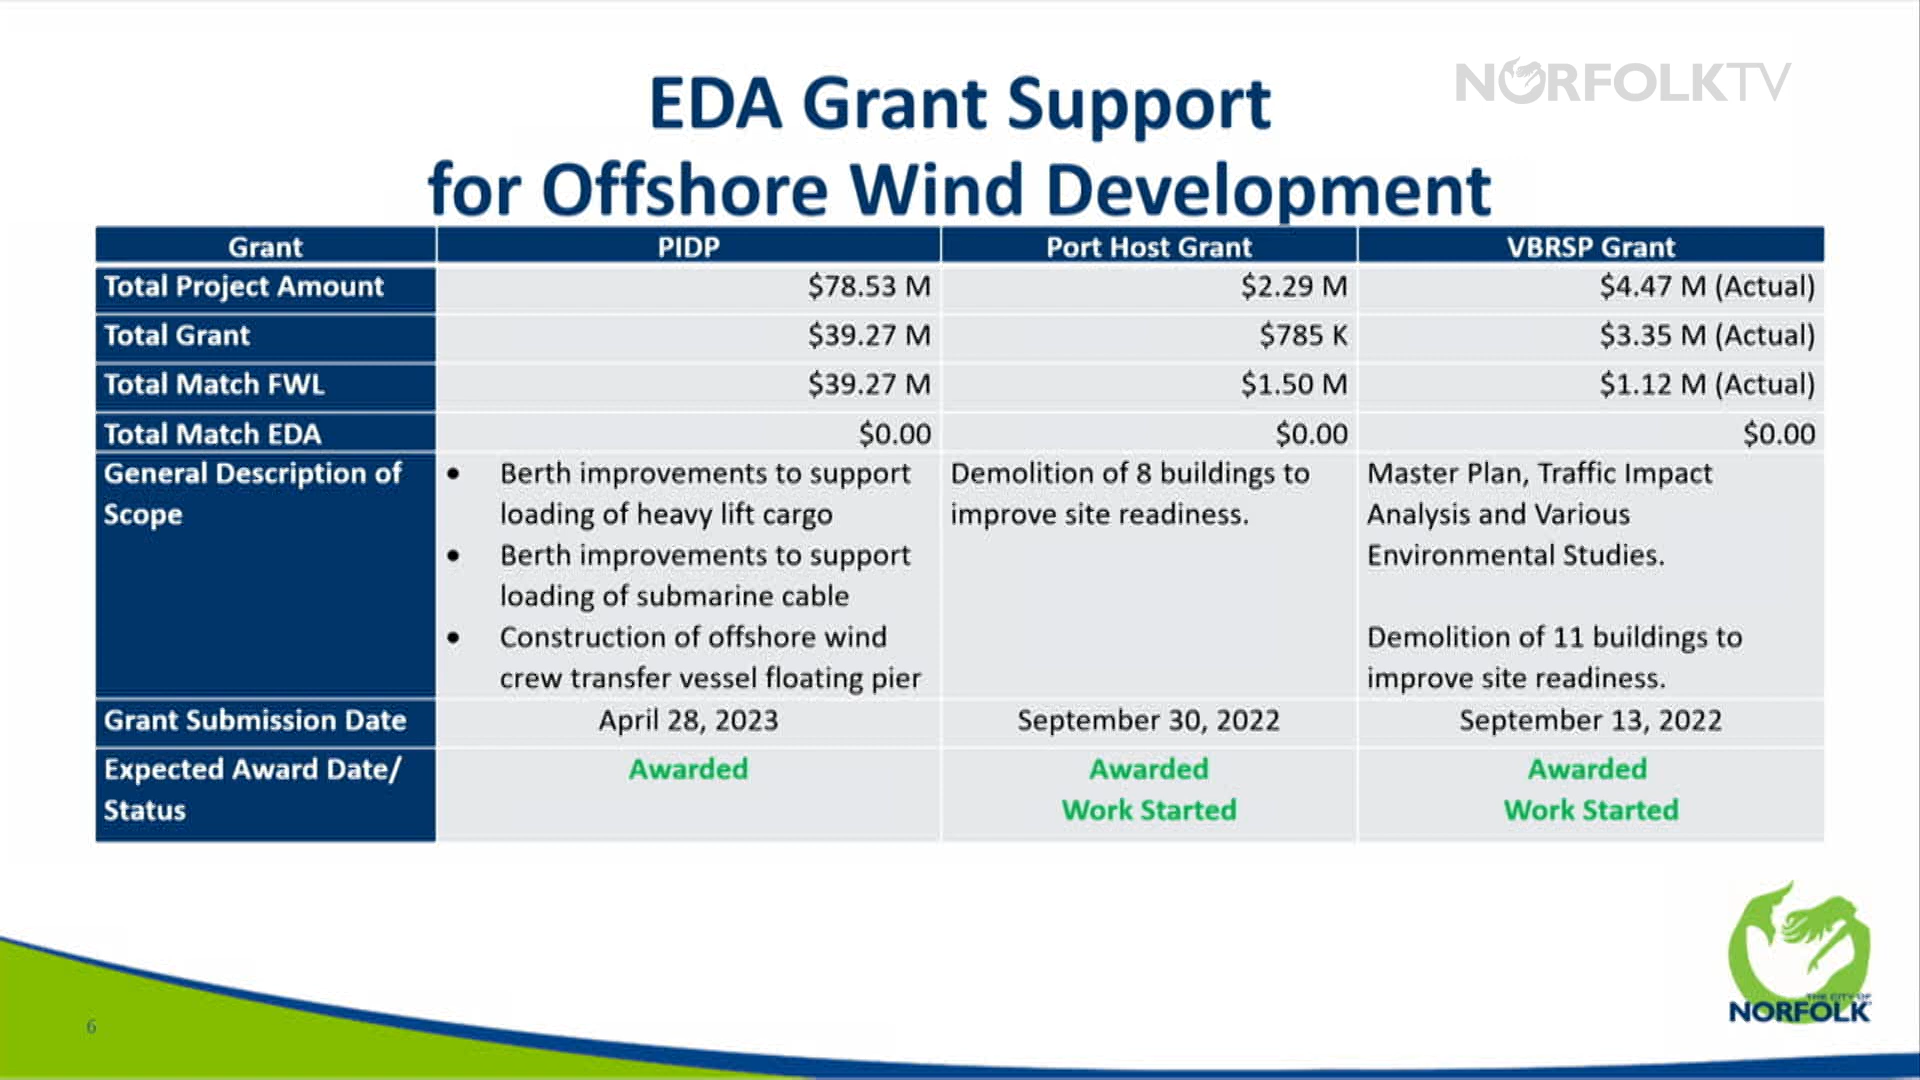 NORFOLKTV
EDA Grant Support
for Offshore Wind Development
Grant PIDP Port Host Grant VBRSP Grant
Total Project Amount $78.53 M $2.29 M $4.47 M (Actual)
Total Grant $39.27 M $785 K $3.35 M (Actual)
Total Match FWL $39.27 M $1.50 M $1.12 M (Actual)
Total Match EDA $0.00 $0.00 $0.00
General Description of
Scope
• Berth improvements to support
loading of heavy lift cargo
• Berth improvements to support
loading of submarine cable
• Construction of offshore wind
crew transfer vessel floating pier
Demolition of 8 buildings to
improve site readiness.
Master Plan, Traffic Impact
Analysis and Various
Environmental Studies.
Demolition of 11 buildings to
improve site readiness.
Grant Submission Date April 28, 2023 September 30, 2022 September 13, 2022
Expected Award Date/
Status
Awarded
Awarded
Work Started
Awarded
Work Started
THE CITY OF
NORFOLK
6